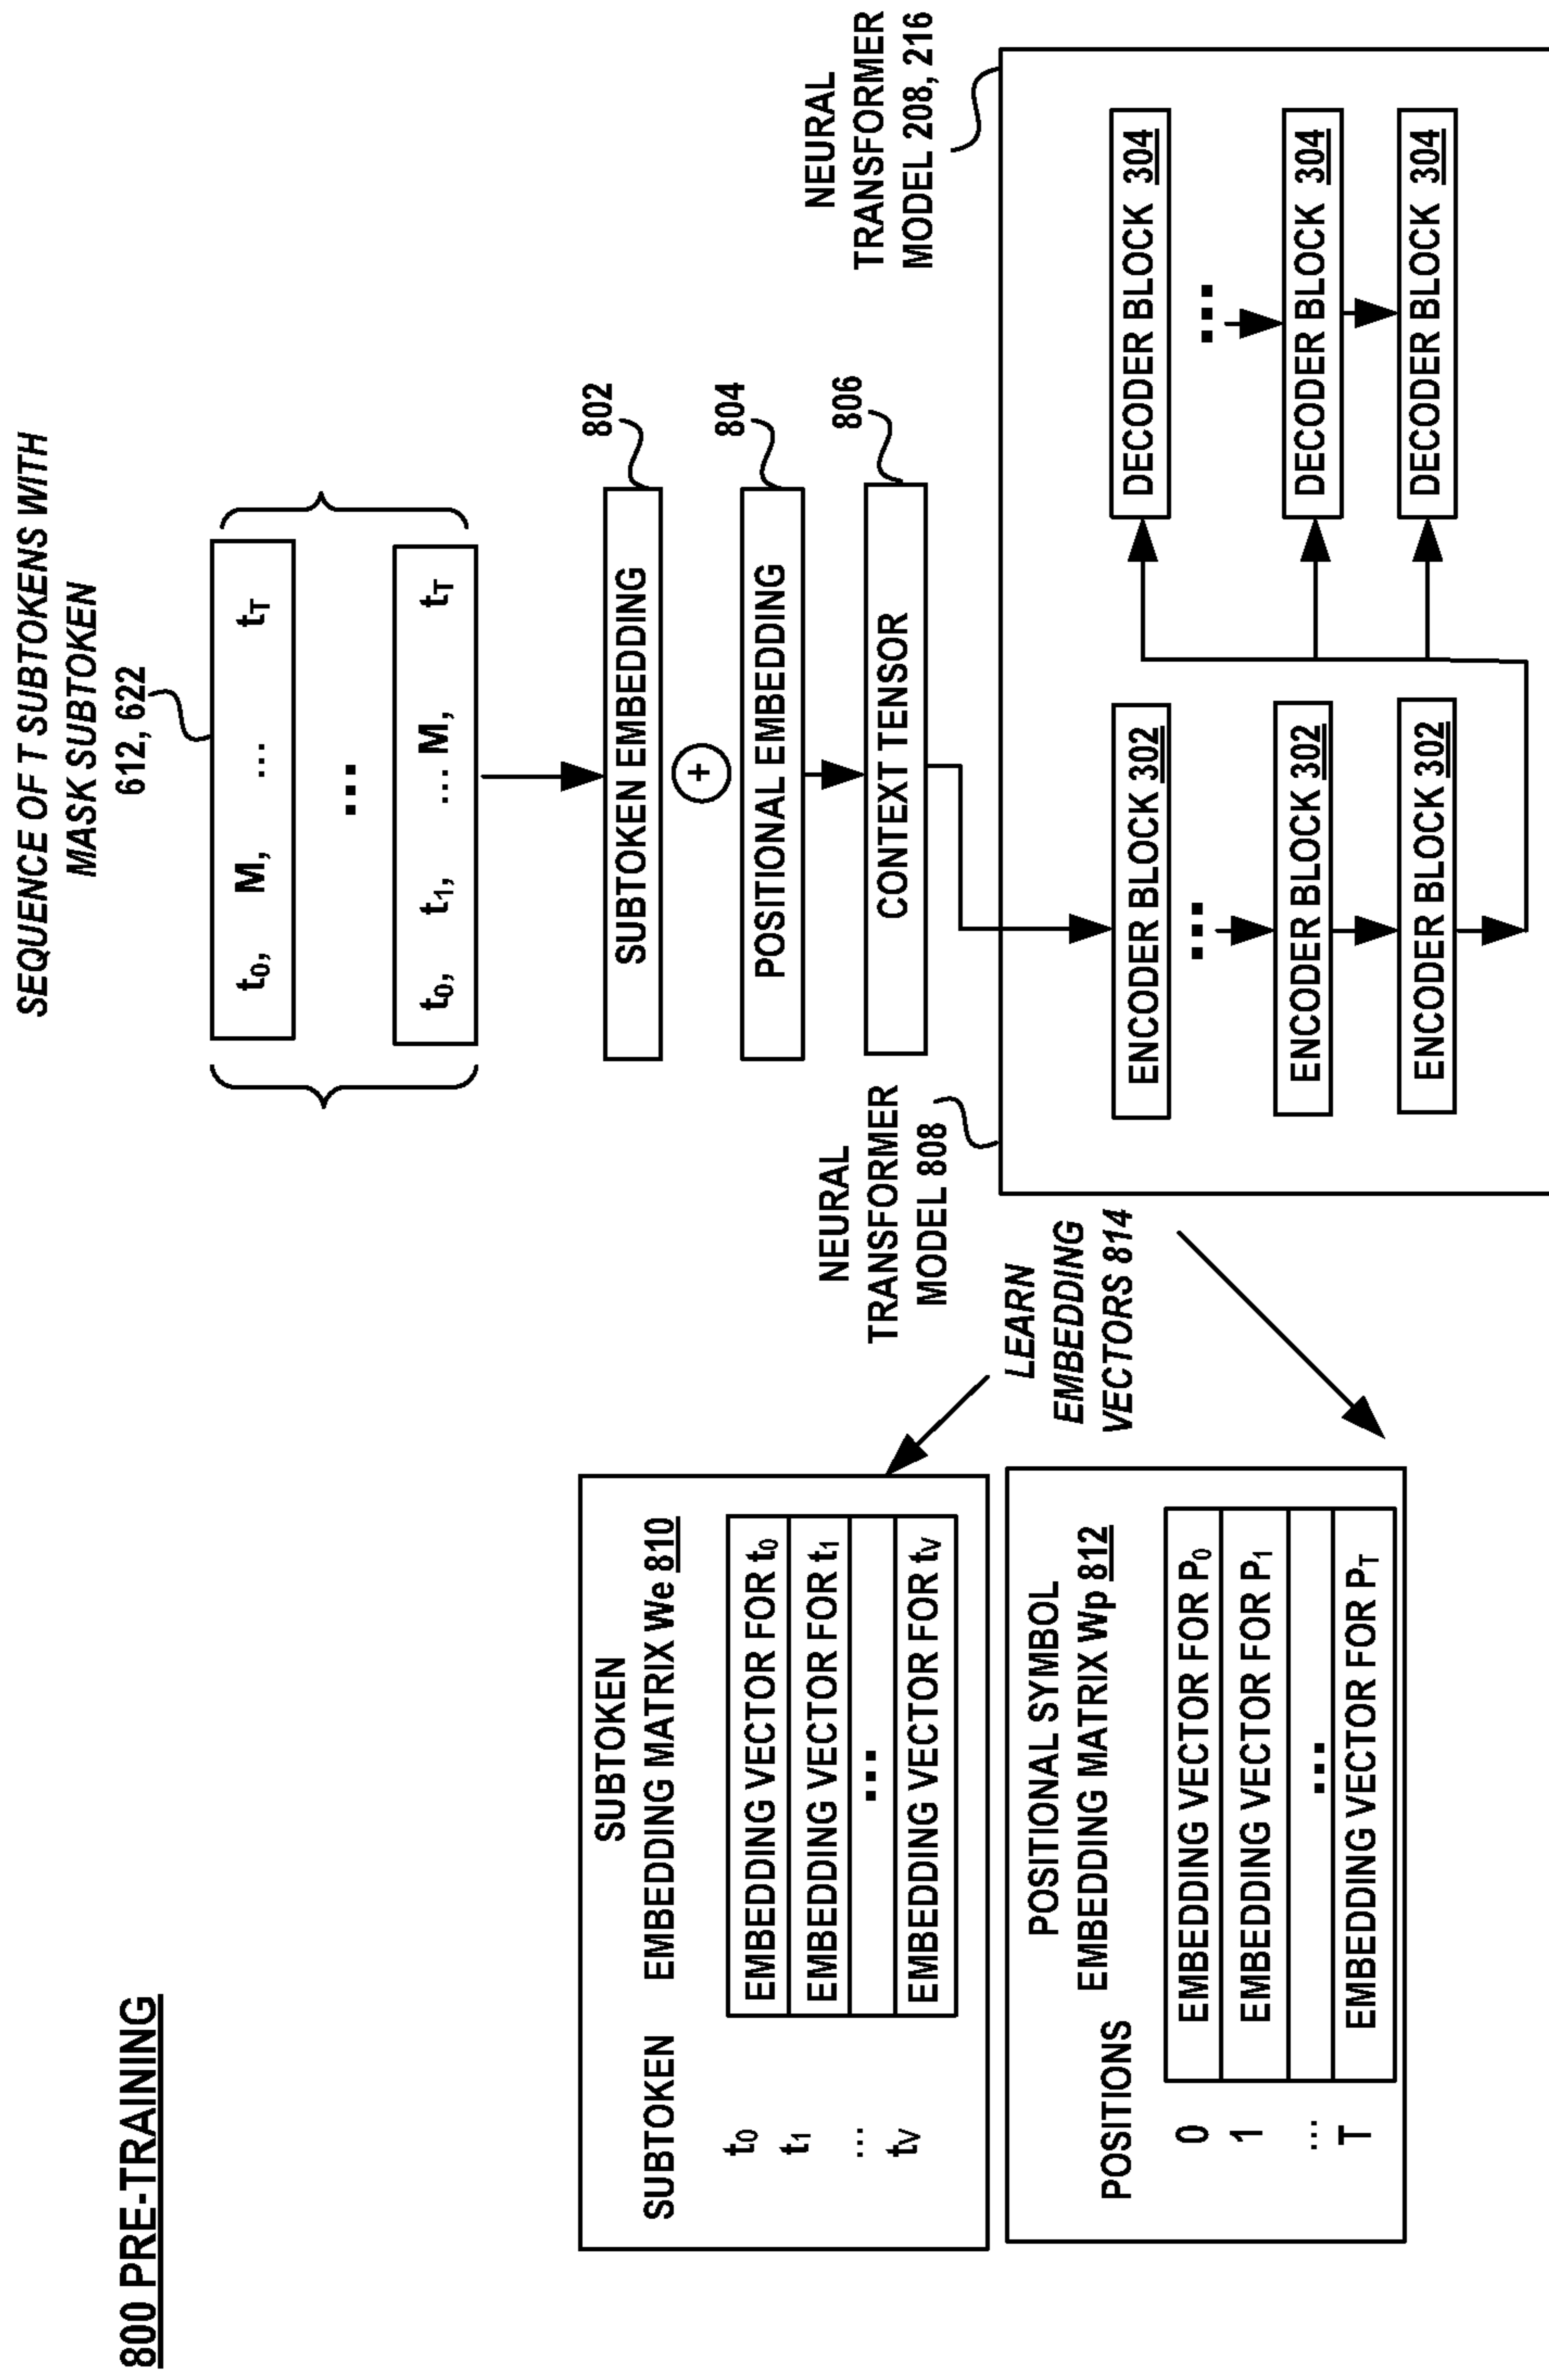 800 PRE-TRAINING
SEQUENCE OF T SUBTOKENS WITH
MASK SUBTOKEN
612, 622
t0, M, ... tT
...
t0, t1, ... M, tT
SUBTOKEN EMBEDDING
802
+
POSITIONAL EMBEDDING
804
CONTEXT TENSOR
806
NEURAL
TRANSFORMER
MODEL 808
NEURAL
TRANSFORMER
MODEL 208, 216
ENCODER BLOCK 302
...
ENCODER BLOCK 302
ENCODER BLOCK 302
DECODER BLOCK 304
...
DECODER BLOCK 304
DECODER BLOCK 304
LEARN
EMBEDDING
VECTORS 814
SUBTOKEN
SUBTOKEN EMBEDDING MATRIX We 810
t0 EMBEDDING VECTOR FOR t0
t1 EMBEDDING VECTOR FOR t1
... ...
tV EMBEDDING VECTOR FOR tV
POSITIONAL SYMBOL
POSITIONS EMBEDDING MATRIX Wp 812
0 EMBEDDING VECTOR FOR P0
1 EMBEDDING VECTOR FOR P1
... ...
T EMBEDDING VECTOR FOR PT